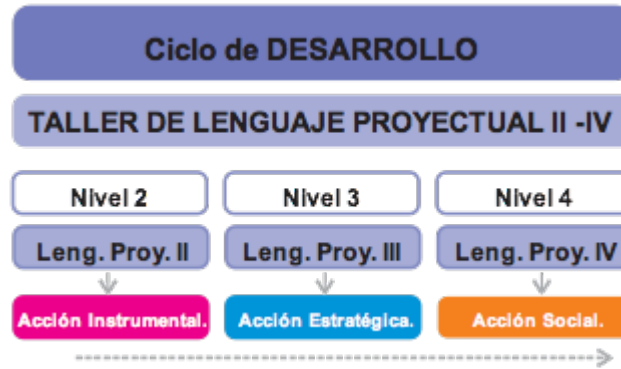 Ciclo de DESARROLLO
TALLER DE LENGUAJE PROYECTUAL II -IV
Nivel 2 Nivel 3 Nivel 4
Leng. Proy. II Leng. Proy. III Leng. Proy. IV
Acción Instrumental. Acción Estratégica. Acción Social.